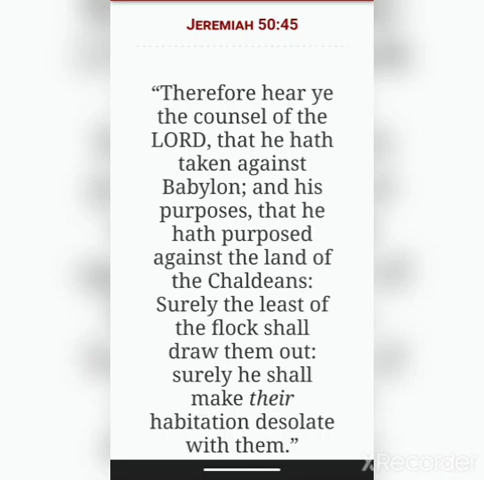 JEREMIAH 50:45
“Therefore hear ye
the counsel of the
LORD, that he hath
taken against
Babylon; and his
purposes, that he
hath purposed
against the land of
the Chaldeans:
Surely the least of
the flock shall
draw them out:
surely he shall
make their
habitation desolate
with them.”
XRecorder